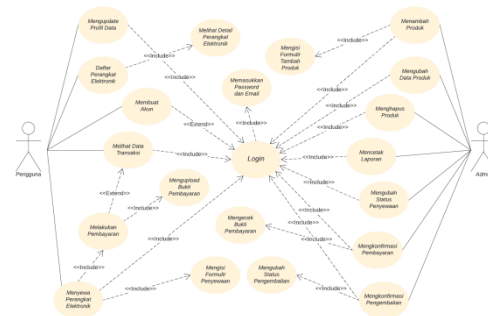 Mengupdate
Profil Data
Melihat Detail
Perangkat
Elektronik
Menambah
Produk
<<Include>>
<<Include>>
<<Include>>
Mengisi
Formulir
Tambah
Produk
<<Include>>
Daftar
Perangkat
Elektronik
<<Include>>
Memasukkan
Password
dan Email
Mengubah
Data Produk
<<Include>>
Membuat
Akun
<<Include>>
Menghapus
Produk
<<Extend>>
<<Include>>
Pengguna
Melihat Data
Transaksi
<<Include>>
Login
<<Include>>
Mencetak
Laporan
Admi
<<Extend>>
Mengupload
Bukti
Pembayaran
<<Include>>
Mengubah
Status
Penyewaan
Melakukan
Pembayaran
<<Include>>
<<Include>>
Mengecek
Bukti
Pembayaran
<<Include>>
<<Include>>
Mengkonfirmasi
Pembayaran
<<Include>>
<<Include>>
Menyewa
Perangkat
Elektronik
<<Include>>
Mengisi
Formulir
Penyewaan
Mengubah
Status
Pengembalian
<<Include>>
Mengkonfirmasi
Pengembalian